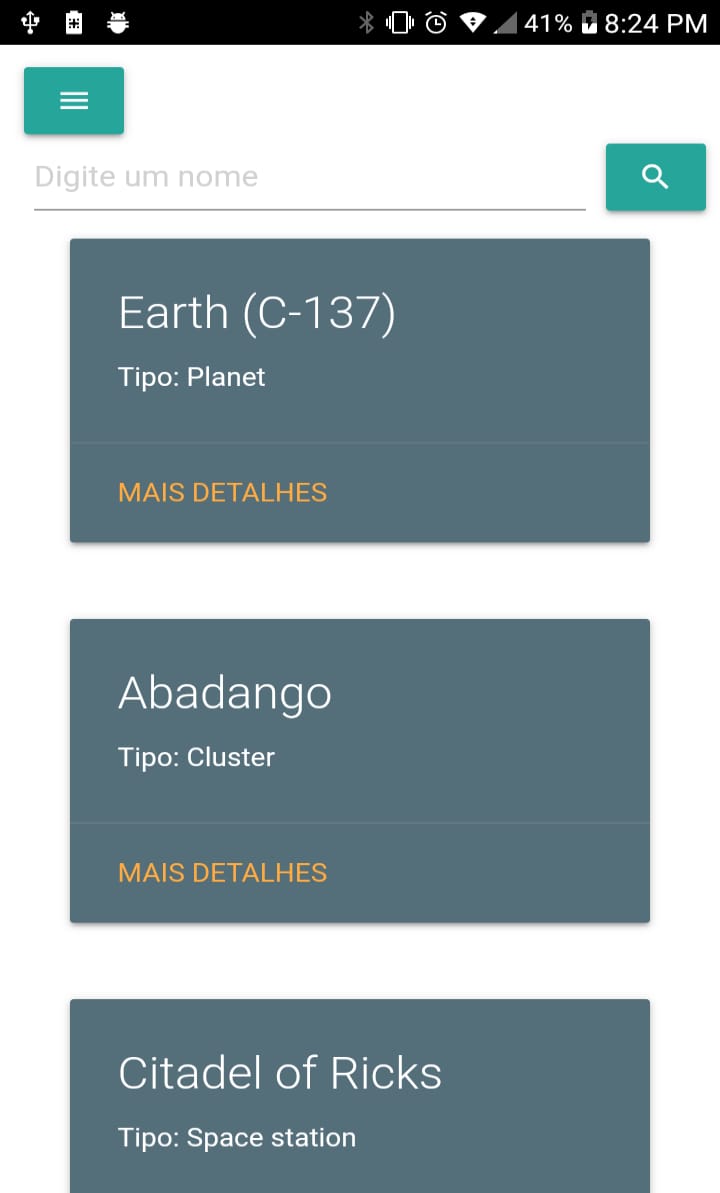 41% 8:24 PM
Digite um nome
Earth (C-137)
Tipo: Planet
MAIS DETALHES
Abadango
Tipo: Cluster
MAIS DETALHES
Citadel of Ricks
Tipo: Space station